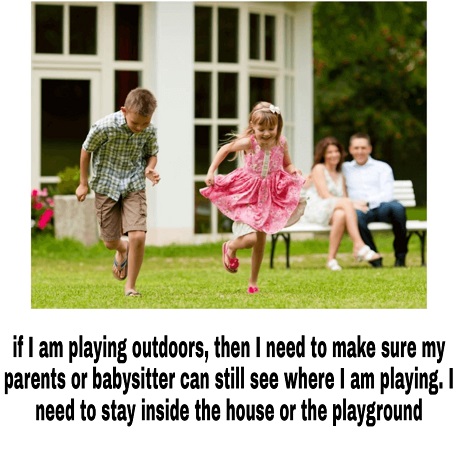 if I am playing outdoors, then I need to make sure my
parents or babysitter can still see where I am playing. I
need to stay inside the house or the playground